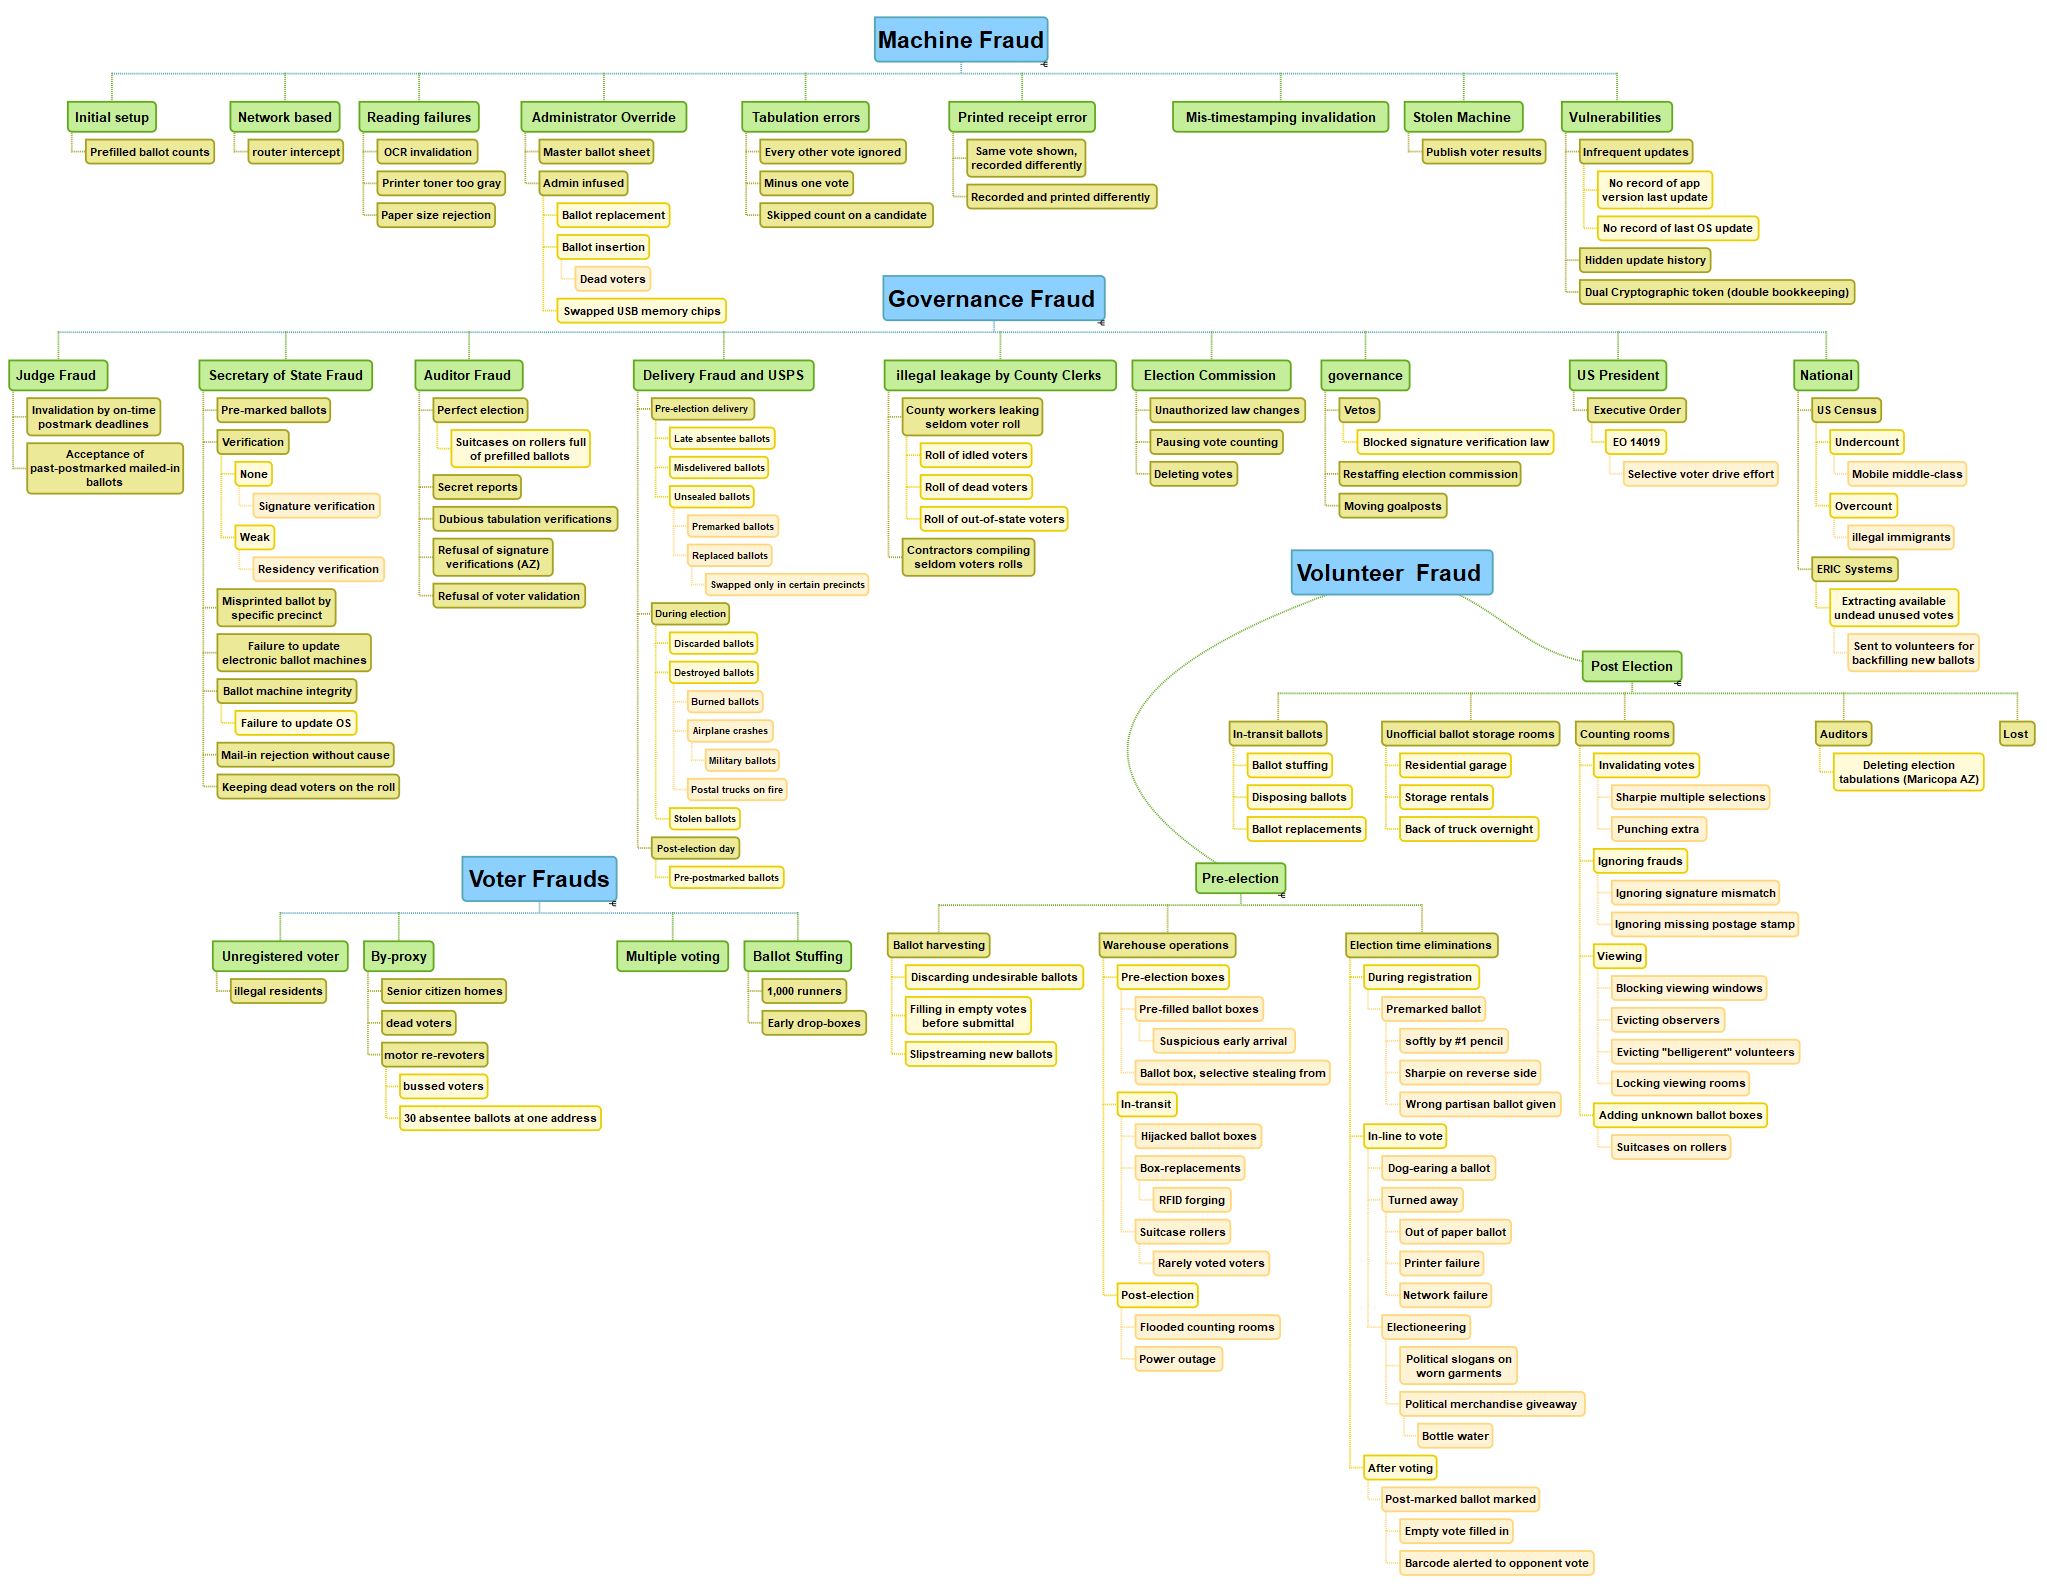 Machine Fraud
Initial setup
Prefilled ballot counts
Network based
router intercept
Reading failures
OCR invalidation
Printer toner too gray
Paper size rejection
Administrator Override
Master ballot sheet
Admin infused
Ballot replacement
Ballot insertion
Dead voters
Swapped USB memory chips
Tabulation errors
Every other vote ignored
Minus one vote
Skipped count on a candidate
Printed receipt error
Same vote shown,
recorded differently
Recorded and printed differently
Mis-timestamping invalidation
Stolen Machine
Publish voter results
Vulnerabilities
Infrequent updates
No record of app
version last update
No record of last OS update
Hidden update history
Dual Cryptographic token (double bookkeeping)
Governance Fraud
Judge Fraud
Invalidation by on-time
postmark deadlines
Acceptance of
past-postmarked mailed-in
ballots
Secretary of State Fraud
Pre-marked ballots
Verification
None
Signature verification
Weak
Residency verification
Misprinted ballot by
specific precinct
Failure to update
electronic ballot machines
Ballot machine integrity
Failure to update OS
Mail-in rejection without cause
Keeping dead voters on the roll
Auditor Fraud
Perfect election
Suitcases on rollers full
of prefilled ballots
Secret reports
Dubious tabulation verifications
Refusal of signature
verifications (AZ)
Refusal of voter validation
Delivery Fraud and USPS
Pre-election delivery
Late absentee ballots
Misdelivered ballots
Unsealed ballots
Premarked ballots
Replaced ballots
Swapped only in certain precincts
During election
Discarded ballots
Destroyed ballots
Burned ballots
Airplane crashes
Military ballots
Postal trucks on fire
Stolen ballots
Post-election day
Pre-postmarked ballots
illegal leakage by County Clerks
County workers leaking
seldom voter roll
Roll of idled voters
Roll of dead voters
Roll of out-of-state voters
Contractors compiling
seldom voters rolls
Election Commission
Unauthorized law changes
Pausing vote counting
Deleting votes
governance
Vetos
Blocked signature verification law
Restaffing election commission
Moving goalposts
US President
Executive Order
EO 14019
Selective voter drive effort
National
US Census
Undercount
Mobile middle-class
Overcount
illegal immigrants
ERIC Systems
Extracting available
undead unused votes
Sent to volunteers for
backfilling new ballots
Volunteer  Fraud
Post Election
In-transit ballots
Ballot stuffing
Disposing ballots
Ballot replacements
Unofficial ballot storage rooms
Residential garage
Storage rentals
Back of truck overnight
Counting rooms
Invalidating votes
Sharpie multiple selections
Punching extra
Ignoring frauds
Ignoring signature mismatch
Ignoring missing postage stamp
Viewing
Blocking viewing windows
Evicting observers
Evicting "belligerent" volunteers
Locking viewing rooms
Adding unknown ballot boxes
Suitcases on rollers
Auditors
Deleting election
tabulations (Maricopa AZ)
Lost
Pre-election
Ballot harvesting
Discarding undesirable ballots
Filling in empty votes
before submittal
Slipstreaming new ballots
Warehouse operations
Pre-election boxes
Pre-filled ballot boxes
Suspicious early arrival
Ballot box, selective stealing from
In-transit
Hijacked ballot boxes
Box-replacements
RFID forging
Suitcase rollers
Rarely voted voters
Post-election
Flooded counting rooms
Power outage
Election time eliminations
During registration
Premarked ballot
softly by #1 pencil
Sharpie on reverse side
Wrong partisan ballot given
In-line to vote
Dog-earing a ballot
Turned away
Out of paper ballot
Printer failure
Network failure
Electioneering
Political slogans on
worn garments
Political merchandise giveaway
Bottle water
After voting
Post-marked ballot marked
Empty vote filled in
Barcode alerted to opponent vote
Voter Frauds
Unregistered voter
illegal residents
By-proxy
Senior citizen homes
dead voters
motor re-revoters
bussed voters
30 absentee ballots at one address
Multiple voting
Ballot Stuffing
1,000 runners
Early drop-boxes